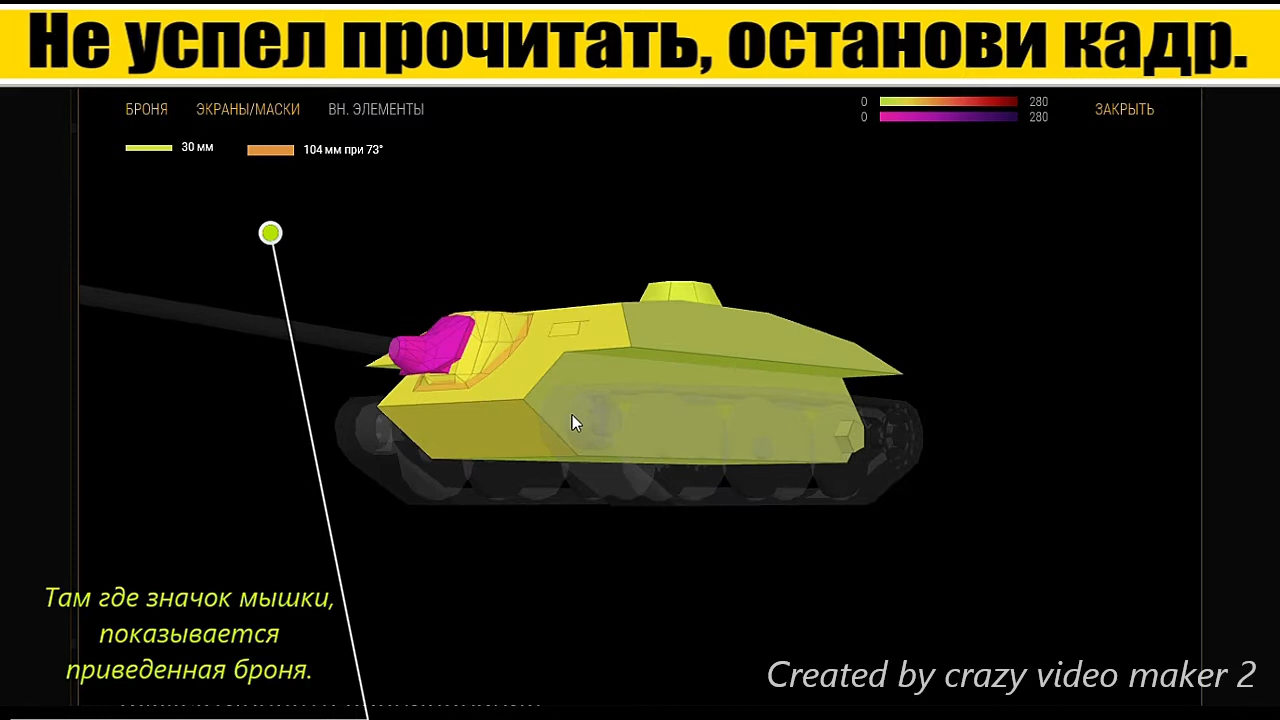 Не успел прочитать, останови кадр.
БРОНЯ ЭКРАНЫ/МАСКИ ВН. ЭЛЕМЕНТЫ 0 280 ЗАКРЫТЬ
0 280
30 мм 104 мм при 73°
Там где значок мышки,
показывается
приведенная броня.
Created by crazy video maker 2